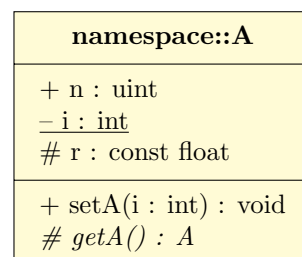 namespace::A
+ n : uint
– i : int
# r : const float
+ setA(i : int) : void
# getA() : A